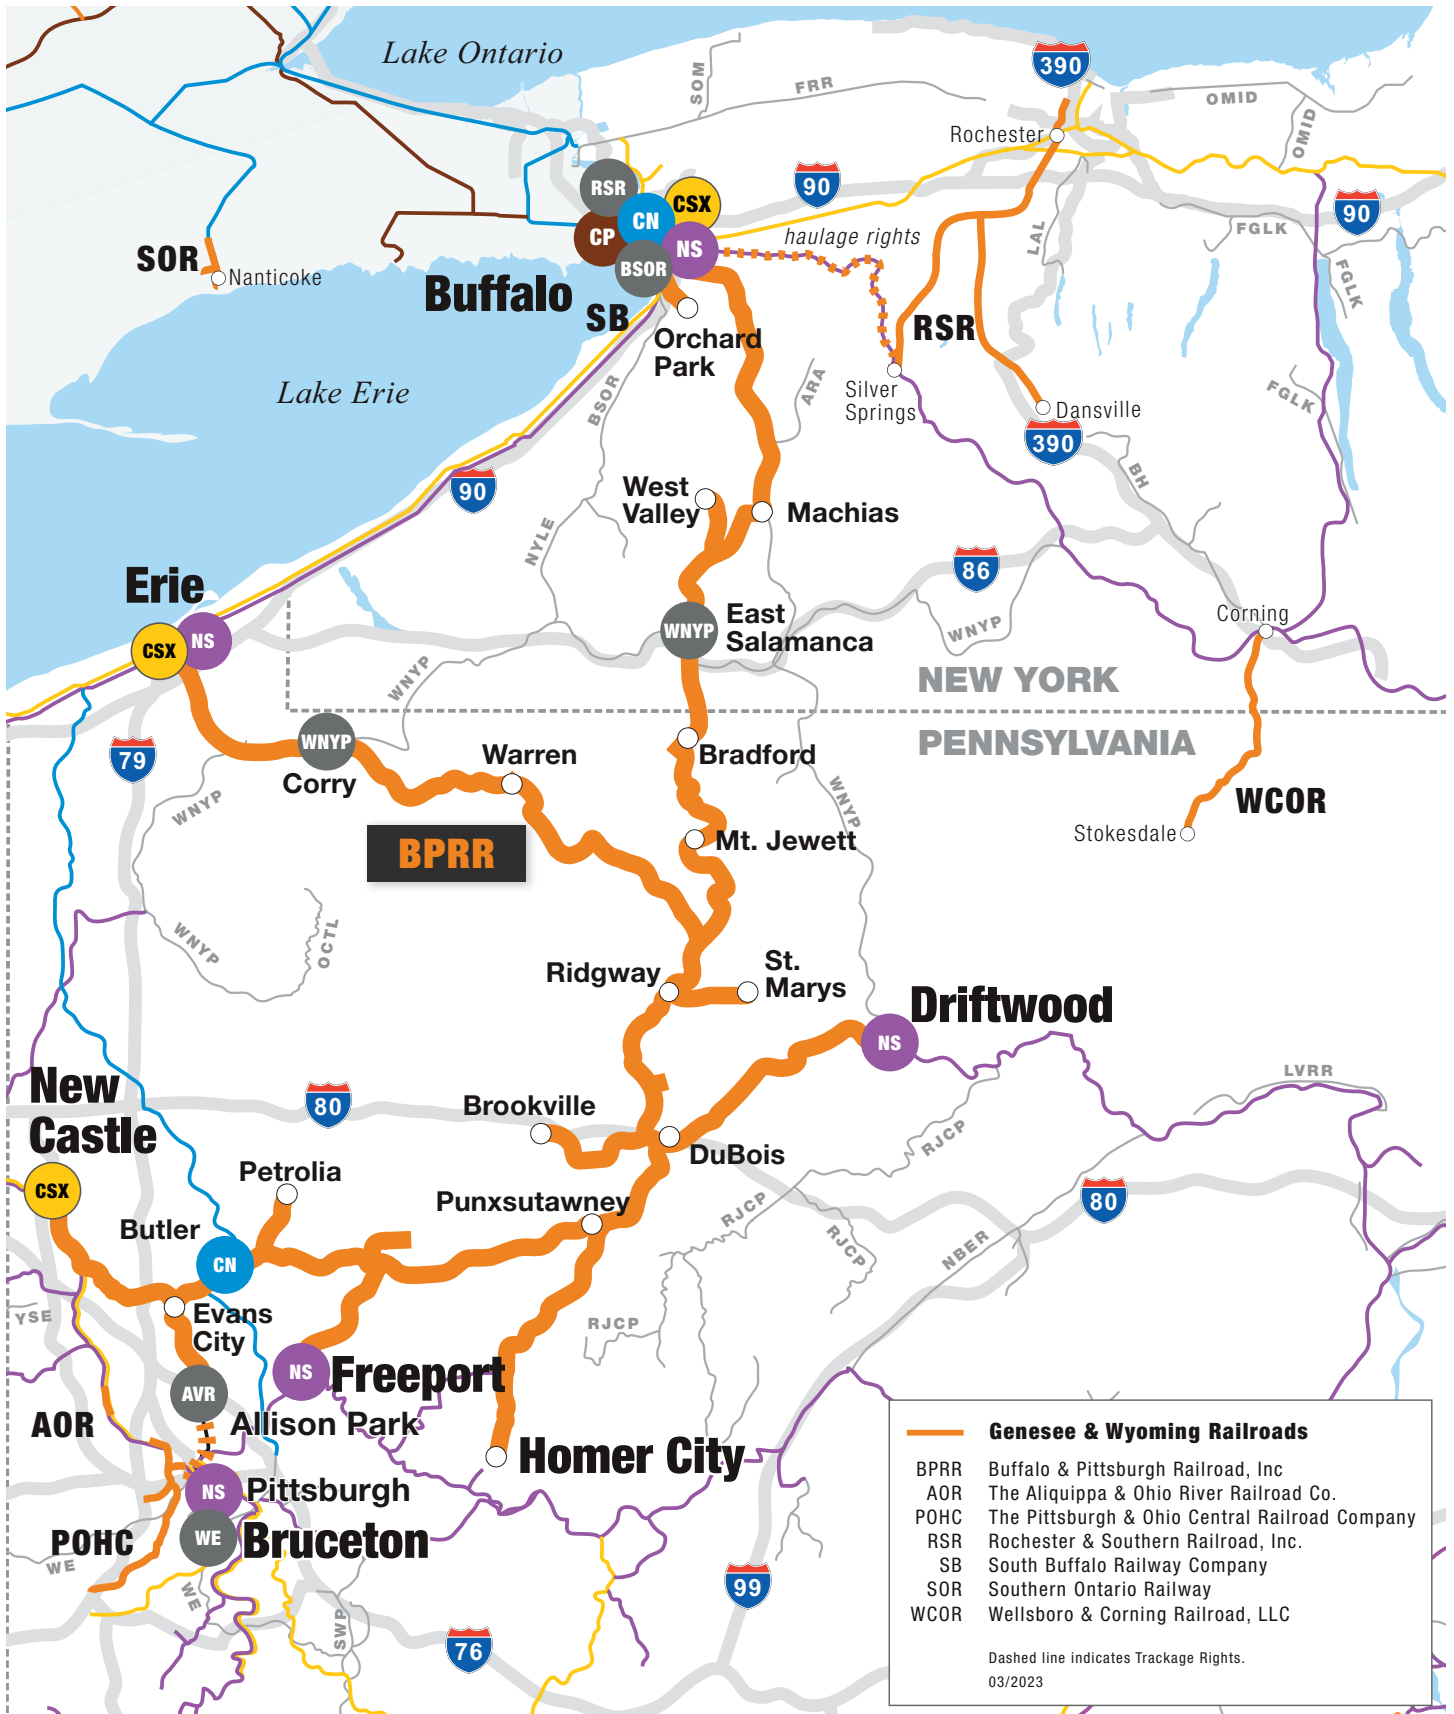 Lake Ontario
390
SOM
FRR
OMID
OMID
Rochester
RSR
CSX
90
CN
CP
NS
BSOR
haulage rights
LAL
FGLK
90
SOR
Nanticoke
Buffalo
SB
FGLK
Orchard
Park
RSR
Lake Erie
BSOR
ARA
Silver
Springs
FGLK
Dansville
390
BH
90
West
Valley
Machias
NYLE
86
Erie
CSX
NS
WNYP
East
Salamanca
WNYP
Corning
WNYP
NEW YORK
PENNSYLVANIA
79
WNYP
Corry
Warren
Bradford
WNYP
WNYP
WCOR
Stokesdale
BPRR
Mt. Jewett
WNYP
OCTL
Ridgway
St.
Marys
Driftwood
NS
New
Castle
LVRR
80
Brookville
RJCP
DuBois
CSX
Petrolia
Punxsutawney
RJCP
80
Butler
CN
RJCP
NBER
YSE
Evans
City
RJCP
NS
Freeport
AVR
AOR
Allison Park
Homer City
NS
Pittsburgh
POHC
WE
Bruceton
WE
WE
SWP
99
76
Genesee & Wyoming Railroads
BPRR Buffalo & Pittsburgh Railroad, Inc
AOR The Aliquippa & Ohio River Railroad Co.
POHC The Pittsburgh & Ohio Central Railroad Company
RSR Rochester & Southern Railroad, Inc.
SB South Buffalo Railway Company
SOR Southern Ontario Railway
WCOR Wellsboro & Corning Railroad, LLC
Dashed line indicates Trackage Rights.
03/2023